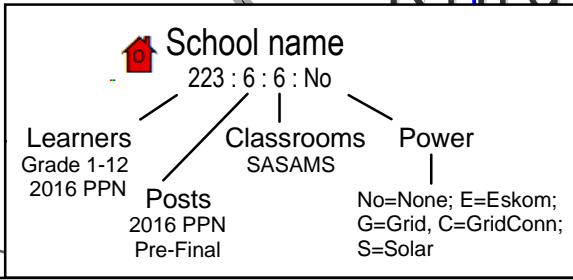 School name
223 : 6 : 6 : No
Learners
Grade 1-12
2016 PPN
Posts
2016 PPN
Pre-Final
Classrooms
SASAMS
Power
No=None; E=Eskom;
G=Grid, C=GridConn;
S=Solar